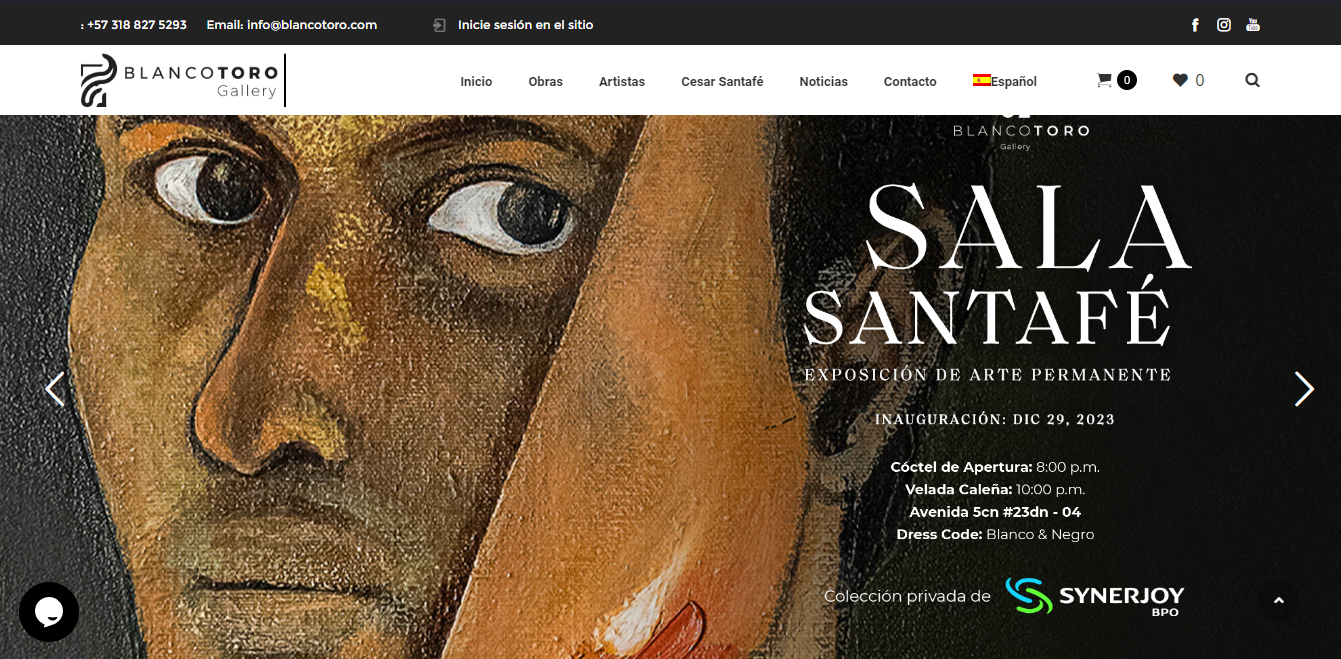 : +57 318 827 5293 Email: info@blancotoro.com Inicie sesión en el sitio
BLANCOTORO
Gallery
Inicio Obras Artistas Cesar Santafé Noticias Contacto Español 0 0
BLANCOTORO
Gallery
SALA
SANTAFÉ
EXPOSICIÓN DE ARTE PERMANENTE
INAUGURACIÓN: DIC 29, 2023
Cóctel de Apertura: 8:00 p.m.
Velada Caleña: 10:00 p.m.
Avenida 5cn #23dn - 04
Dress Code: Blanco & Negro
Colección privada de SYNERJOY
BPO